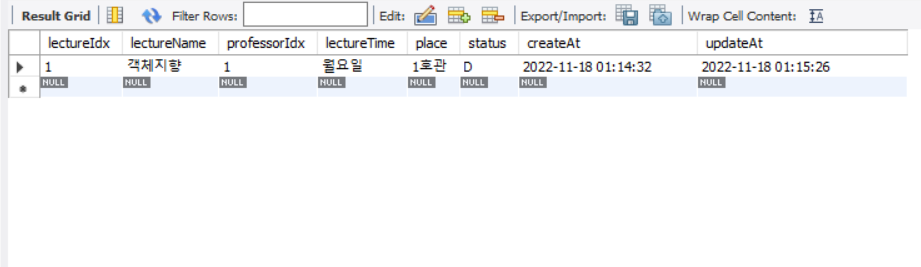 Result Grid Filter Rows: Edit: Export/Import: Wrap Cell Content: IA
lectureIdx lectureName professorIdx lectureTime place status createAt updateAt
1 객체지향 1 월요일 1호관 D 2022-11-18 01:14:32 2022-11-18 01:15:26
NULL NULL NULL NULL NULL NULL NULL NULL